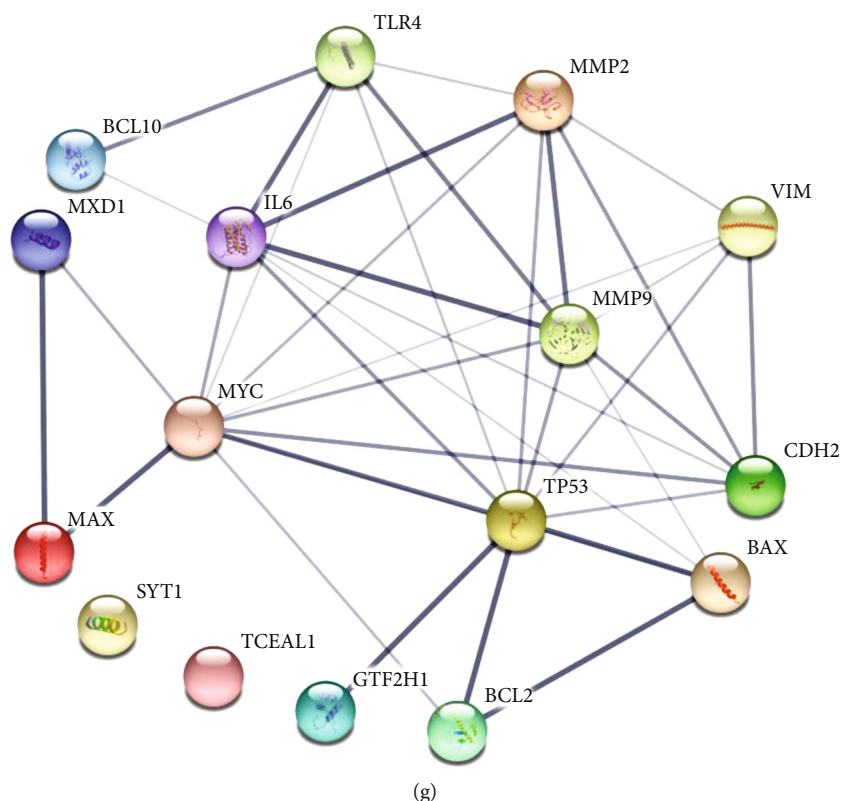 TLR4
MMP2
BCL10
VIM
MXD1
IL6
MMP9
MYC
CDH2
TP53
MAX
BAX
SYT1
TCEAL1
GTF2H1
BCL2
(g)